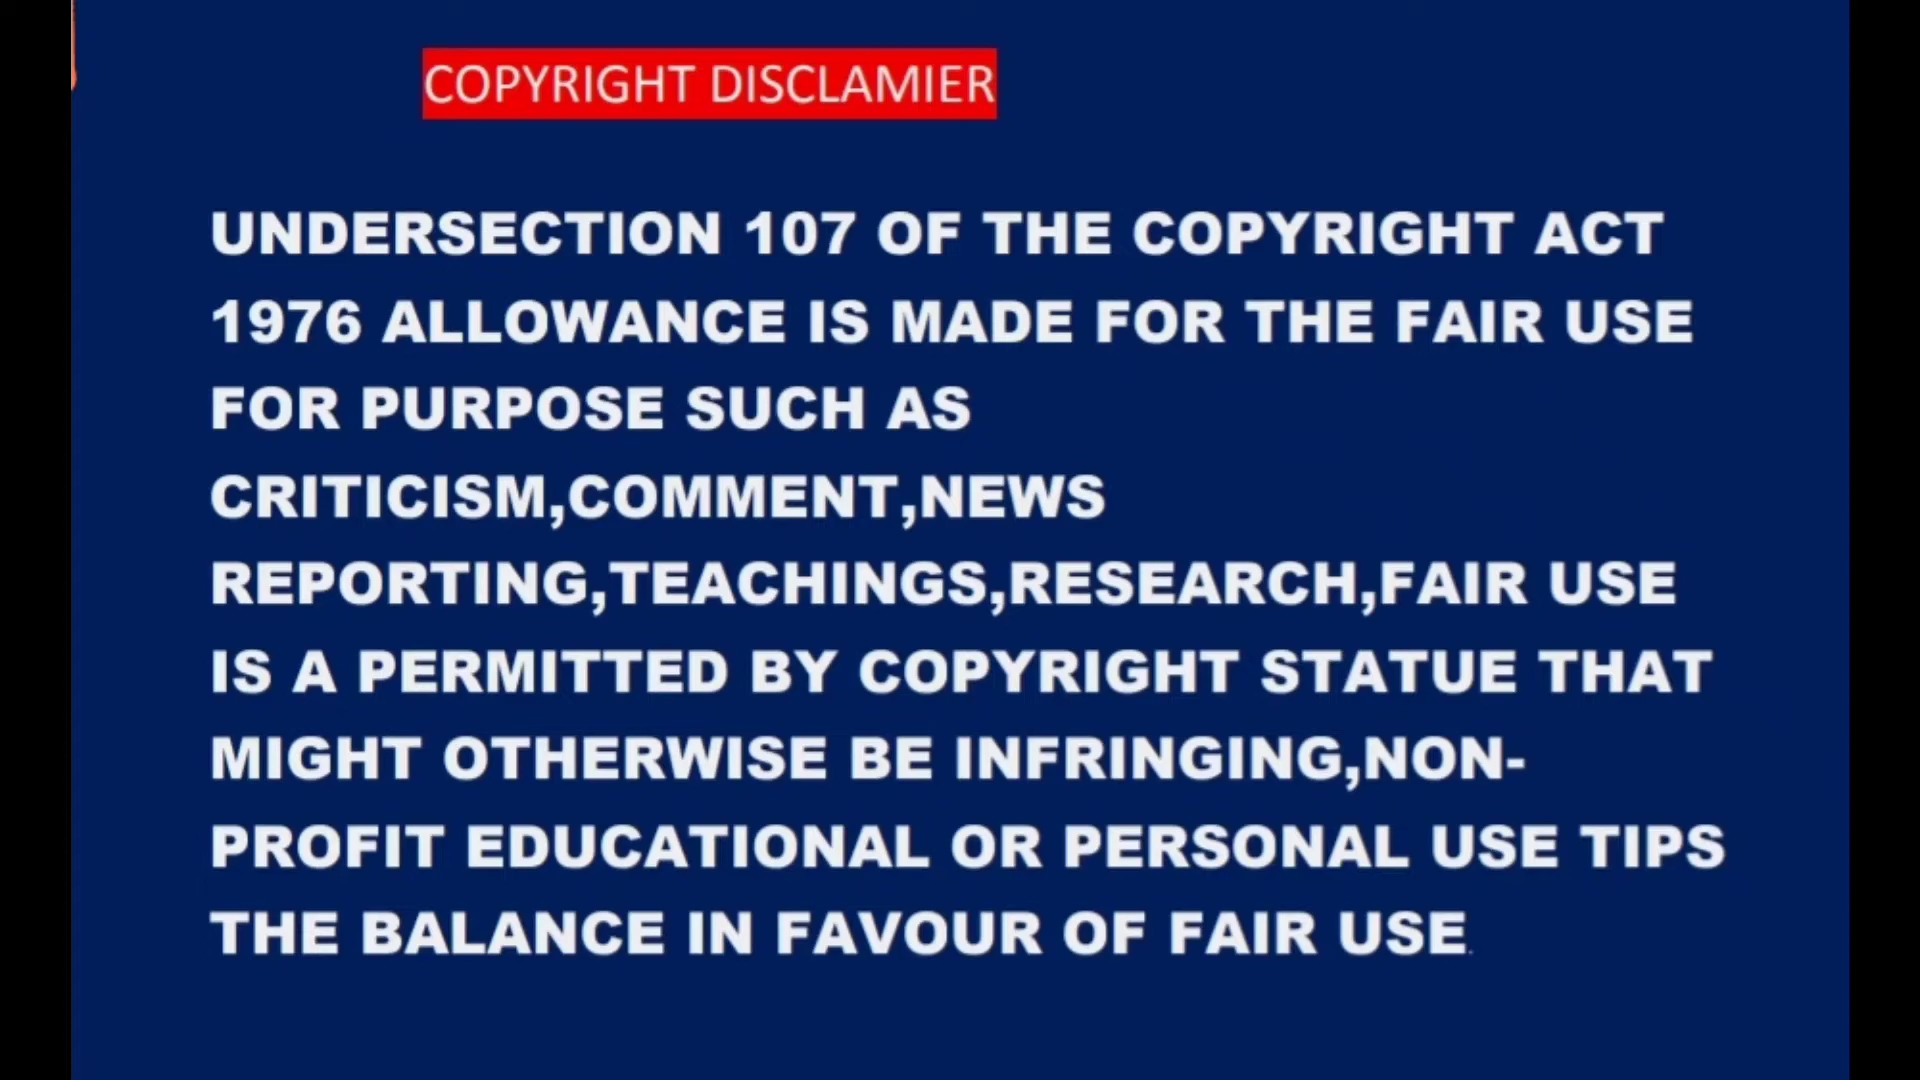 COPYRIGHT DISCLAMIER
UNDERSECTION 107 OF THE COPYRIGHT ACT
1976 ALLOWANCE IS MADE FOR THE FAIR USE
FOR PURPOSE SUCH AS
CRITICISM,COMMENT,NEWS
REPORTING,TEACHINGS,RESEARCH,FAIR USE
IS A PERMITTED BY COPYRIGHT STATUE THAT
MIGHT OTHERWISE BE INFRINGING,NON-
PROFIT EDUCATIONAL OR PERSONAL USE TIPS
THE BALANCE IN FAVOUR OF FAIR USE.